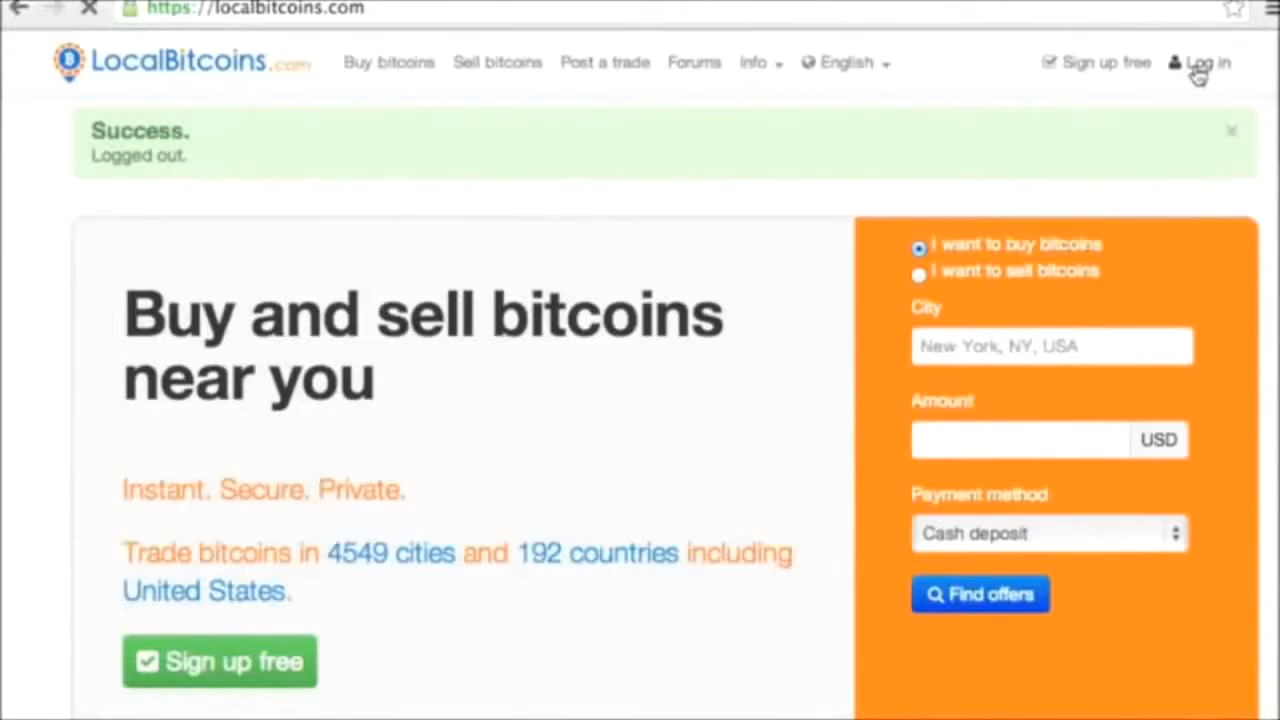 https://localbitcoins.com
LocalBitcoins.com Buy bitcoins Sell bitcoins Post a trade Forums Info English Sign up free Log in
Success.
Logged out.
Buy and sell bitcoins
near you
Instant. Secure. Private.
Trade bitcoins in 4549 cities and 192 countries including
United States.
Sign up free
I want to buy bitcoins
I want to sell bitcoins
City
New York, NY, USA
Amount
USD
Payment method
Cash deposit
Find offers